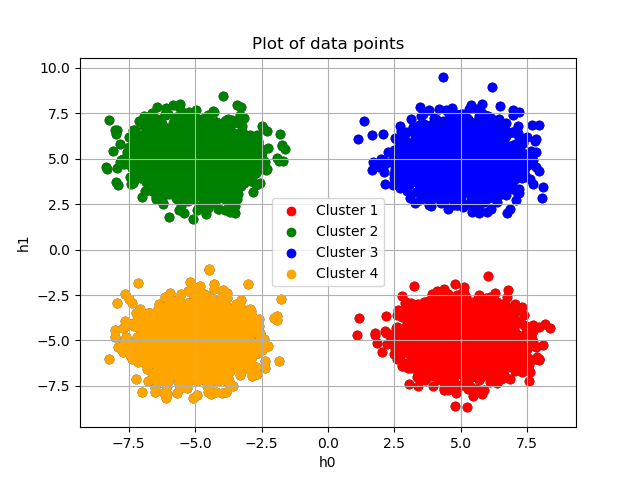 Plot of data points
10.0
7.5
5.0
2.5
0.0
−2.5
−5.0
−7.5
h1
Cluster 1
Cluster 2
Cluster 3
Cluster 4
−7.5 −5.0 −2.5 0.0 2.5 5.0 7.5
h0